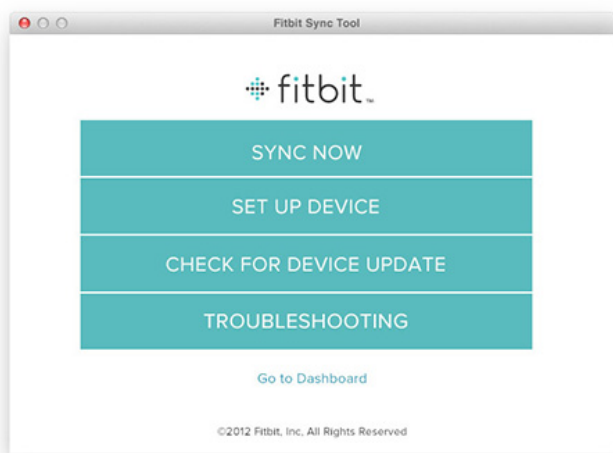 Fitbit Sync Tool
fitbit ™
SYNC NOW
SET UP DEVICE
CHECK FOR DEVICE UPDATE
TROUBLESHOOTING
Go to Dashboard
©2012 Fitbit, Inc, All Rights Reserved